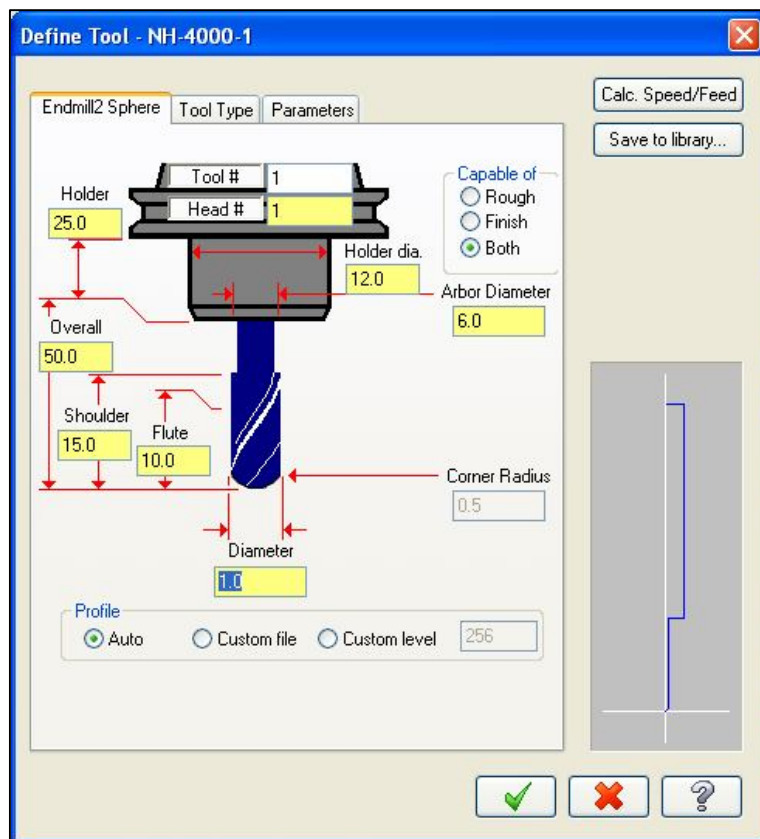 Define Tool - NH-4000-1
Endmill2 Sphere
Tool Type
Parameters
Calc. Speed/Feed
Save to library...
Tool # 1
Head # 1
Holder
25.0
Capable of
Rough
Finish
Both
Holder dia.
12.0
Arbor Diameter
6.0
Overall
50.0
Shoulder
15.0
Flute
10.0
Corner Radius
0.5
Diameter
1.0
Profile
Auto
Custom file
Custom level
256